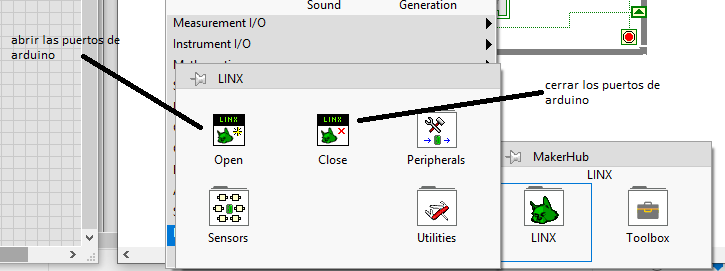 Sound
Generation
Measurement I/O
Instrument I/O
abrir las puertos de
arduino
LINX
cerrar los puertos de
arduino
LINX
LINX
Open
Close
Peripherals
MakerHub
LINX
Sensors
Utilities
LINX
Toolbox